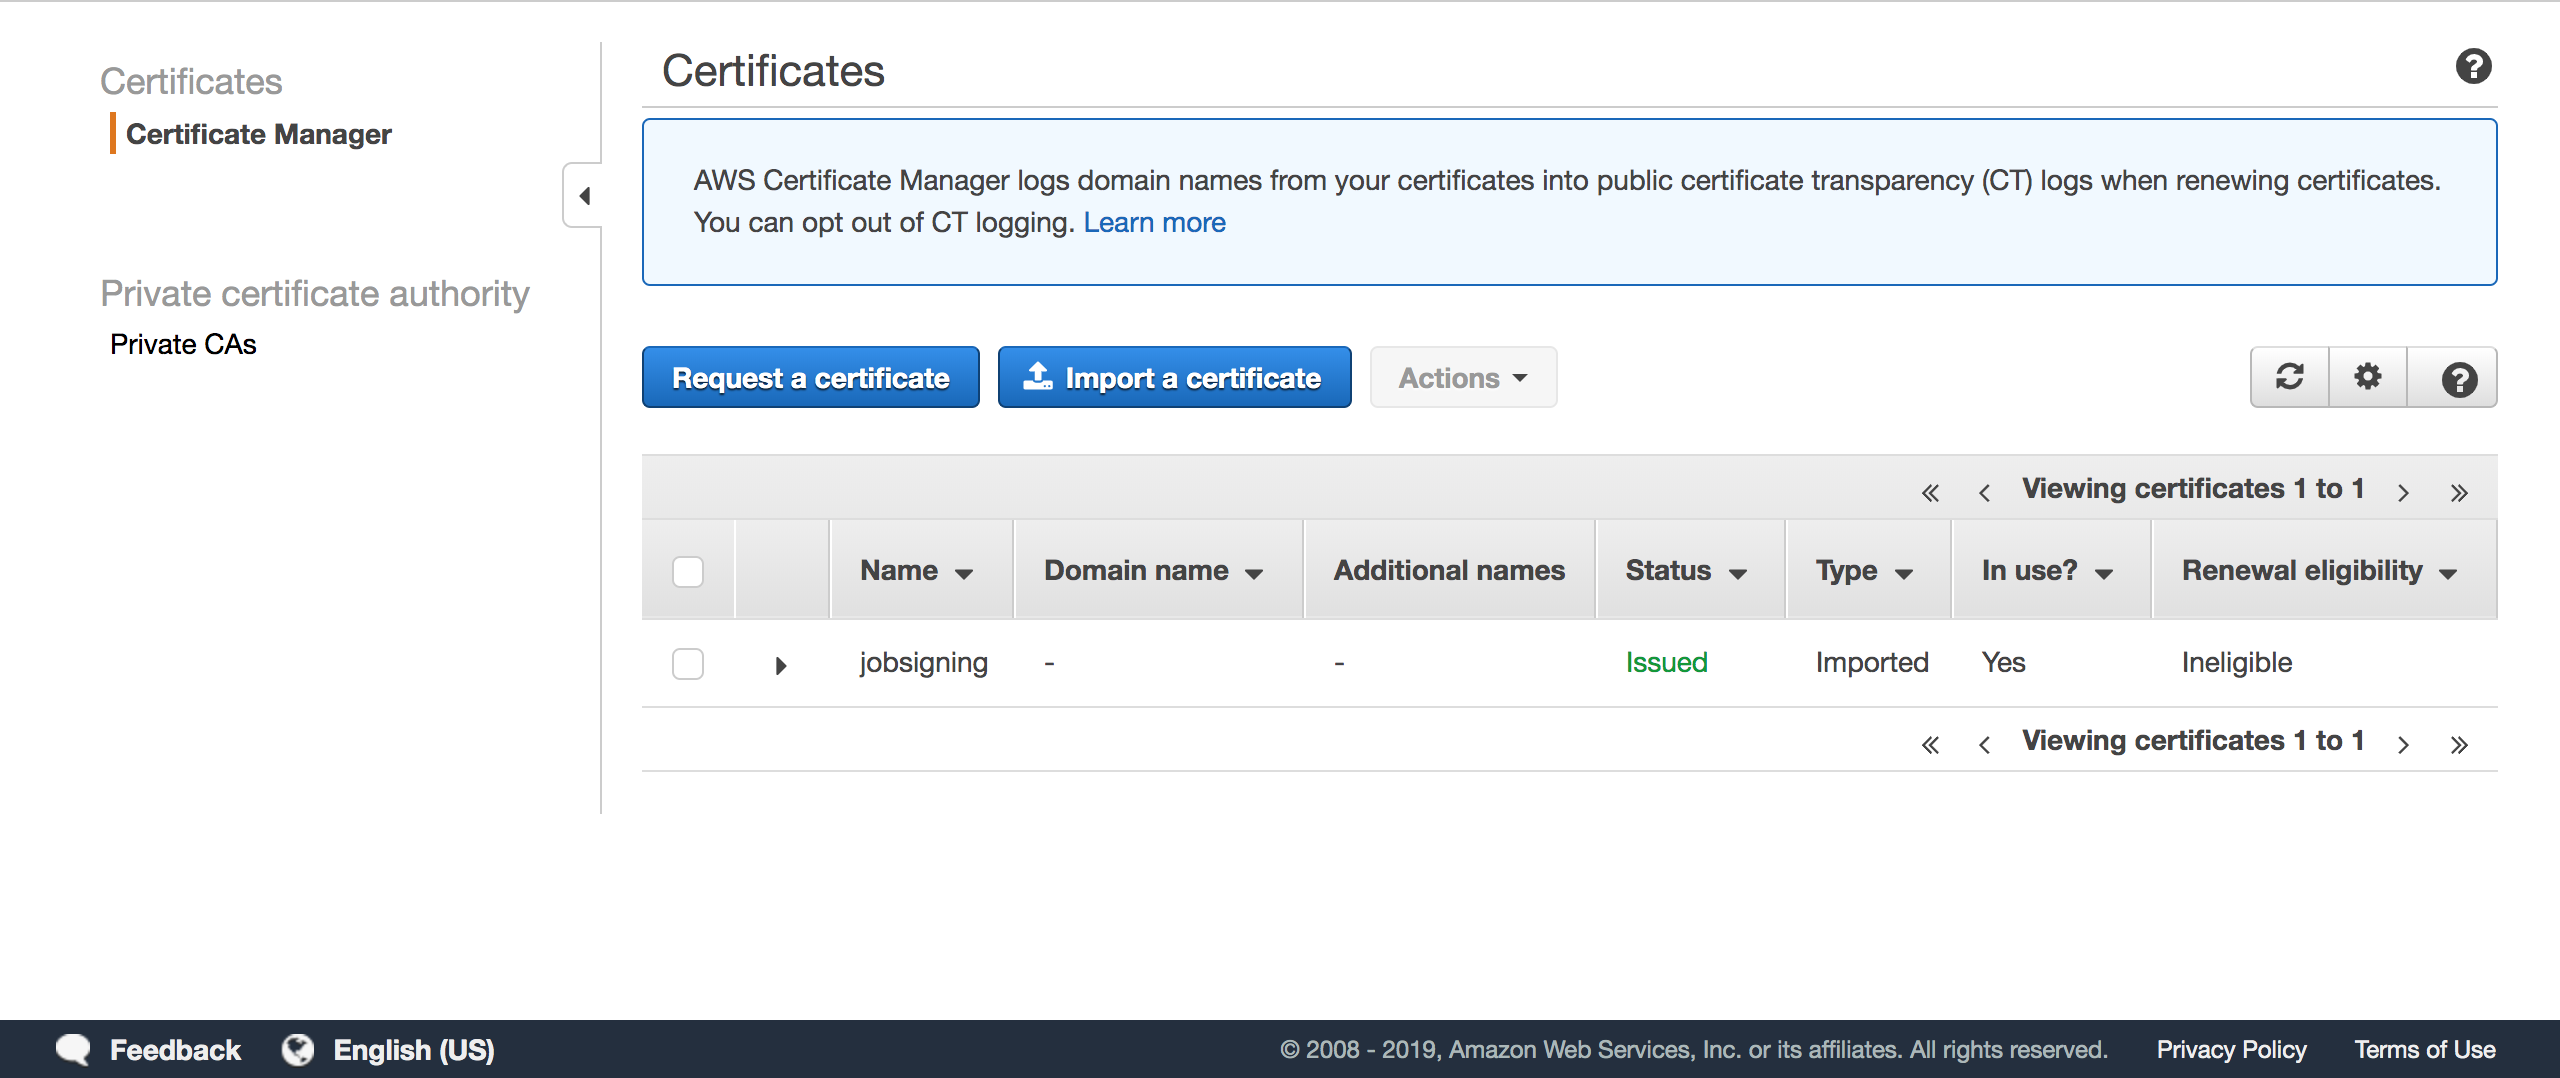 Certificates
Certificate Manager
Private certificate authority
Private CAs
Certificates
AWS Certificate Manager logs domain names from your certificates into public certificate transparency (CT) logs when renewing certificates.
You can opt out of CT logging. Learn more
Request a certificate Import a certificate Actions
Viewing certificates 1 to 1
Name Domain name Additional names Status Type In use? Renewal eligibility
jobsigning - - Issued Imported Yes Ineligible
Viewing certificates 1 to 1
Feedback English (US) © 2008 - 2019, Amazon Web Services, Inc. or its affiliates. All rights reserved. Privacy Policy Terms of Use